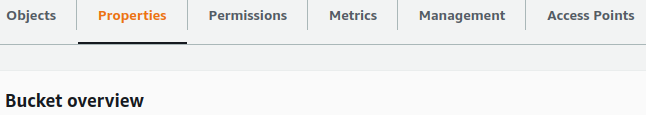 Objects Properties Permissions Metrics Management Access Points
Bucket overview